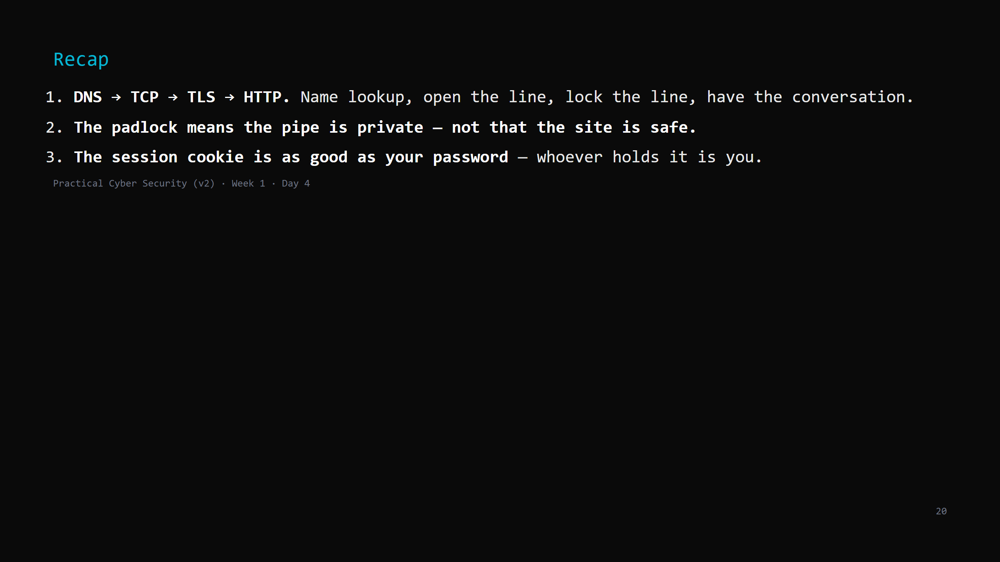 Recap
1. DNS → TCP → TLS → HTTP. Name lookup, open the line, lock the line, have the conversation.
2. The padlock means the pipe is private — not that the site is safe.
3. The session cookie is as good as your password — whoever holds it is you.
Practical Cyber Security (v2) · Week 1 · Day 4
20